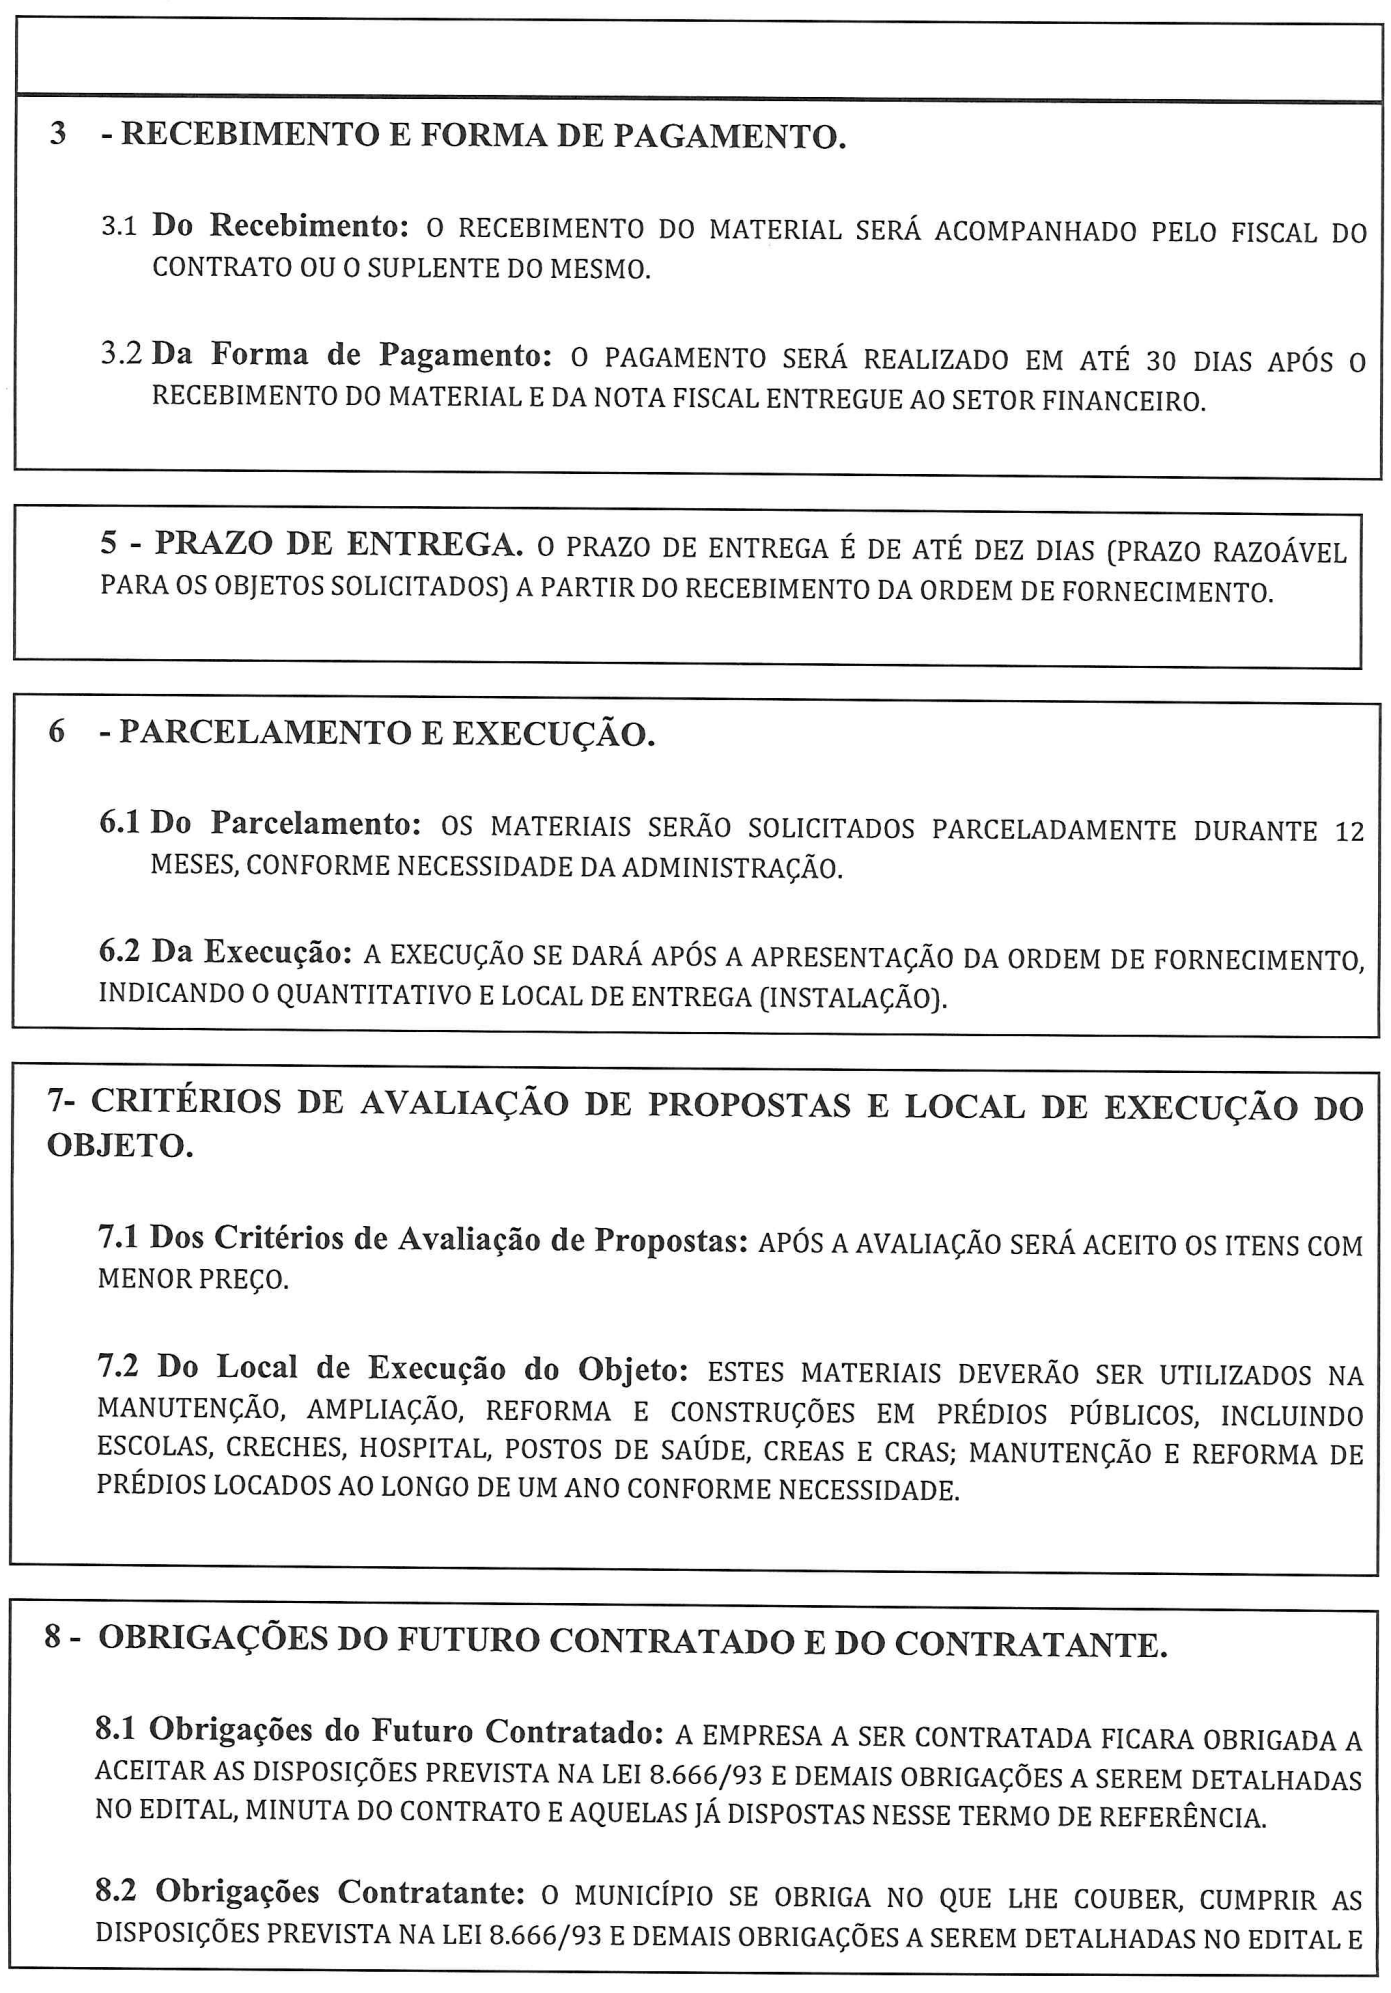 3 - RECEBIMENTO E FORMA DE PAGAMENTO.
3.1 Do Recebimento: O RECEBIMENTO DO MATERIAL SERÁ ACOMPANHADO PELO FISCAL DO
CONTRATO OU O SUPLENTE DO MESMO.
3.2 Da Forma de Pagamento: O PAGAMENTO SERÁ REALIZADO EM ATÉ 30 DIAS APÓS O
RECEBIMENTO DO MATERIAL E DA NOTA FISCAL ENTREGUE AO SETOR FINANCEIRO.
5 - PRAZO DE ENTREGA. O PRAZO DE ENTREGA É DE ATÉ DEZ DIAS (PRAZO RAZOÁVEL
PARA OS OBJETOS SOLICITADOS) A PARTIR DO RECEBIMENTO DA ORDEM DE FORNECIMENTO.
6 - PARCELAMENTO E EXECUÇÃO.
6.1 Do Parcelamento: OS MATERIAIS SERÃO SOLICITADOS PARCELADAMENTE DURANTE 12
MESES, CONFORME NECESSIDADE DA ADMINISTRAÇÃO.
6.2 Da Execução: A EXECUÇÃO SE DARÁ APÓS A APRESENTAÇÃO DA ORDEM DE FORNECIMENTO,
INDICANDO O QUANTITATIVO E LOCAL DE ENTREGA (INSTALAÇÃO).
7- CRITÉRIOS DE AVALIAÇÃO DE PROPOSTAS E LOCAL DE EXECUÇÃO DO
OBJETO.
7.1 Dos Critérios de Avaliação de Propostas: APÓS A AVALIAÇÃO SERÁ ACEITO OS ITENS COM
MENOR PREÇO.
7.2 Do Local de Execução do Objeto: ESTES MATERIAIS DEVERÃO SER UTILIZADOS NA
MANUTENÇÃO, AMPLIAÇÃO, REFORMA E CONSTRUÇÕES EM PRÉDIOS PÚBLICOS, INCLUINDO
ESCOLAS, CRECHES, HOSPITAL, POSTOS DE SAÚDE, CREAS E CRAS; MANUTENÇÃO E REFORMA DE
PRÉDIOS LOCADOS AO LONGO DE UM ANO CONFORME NECESSIDADE.
8 - OBRIGAÇÕES DO FUTURO CONTRATADO E DO CONTRATANTE.
8.1 Obrigações do Futuro Contratado: A EMPRESA A SER CONTRATADA FICARA OBRIGADA A
ACEITAR AS DISPOSIÇÕES PREVISTA NA LEI 8.666/93 E DEMAIS OBRIGAÇÕES A SEREM DETALHADAS
NO EDITAL, MINUTA DO CONTRATO E AQUELAS JÁ DISPOSTAS NESSE TERMO DE REFERÊNCIA.
8.2 Obrigações Contratante: O MUNICÍPIO SE OBRIGA NO QUE LHE COUBER, CUMPRIR AS
DISPOSIÇÕES PREVISTA NA LEI 8.666/93 E DEMAIS OBRIGAÇÕES A SEREM DETALHADAS NO EDITAL E